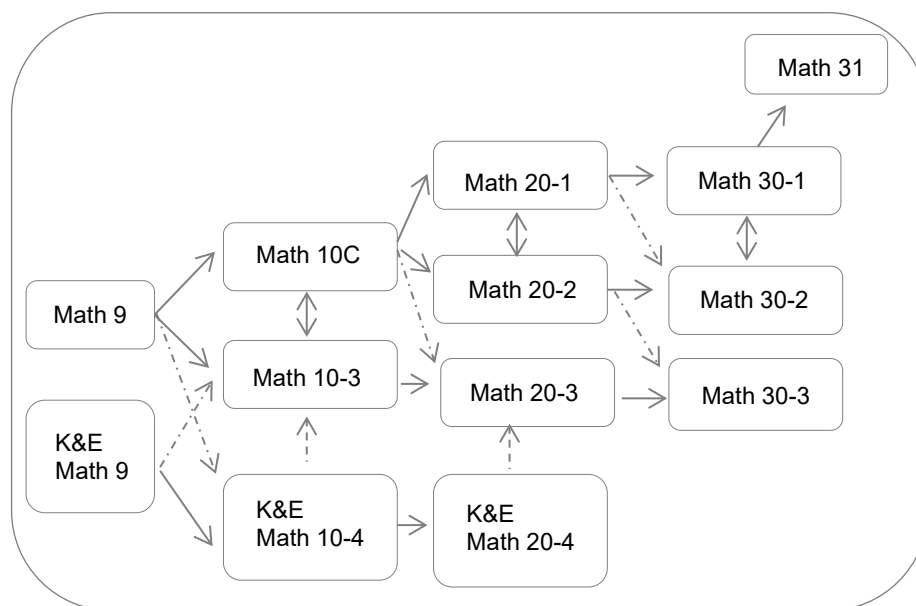 Math 31
Math 20-1
Math 30-1
Math 10C
Math 20-2
Math 30-2
Math 9
Math 10-3
Math 20-3
Math 30-3
K&E
Math 9
K&E
Math 10-4
K&E
Math 20-4